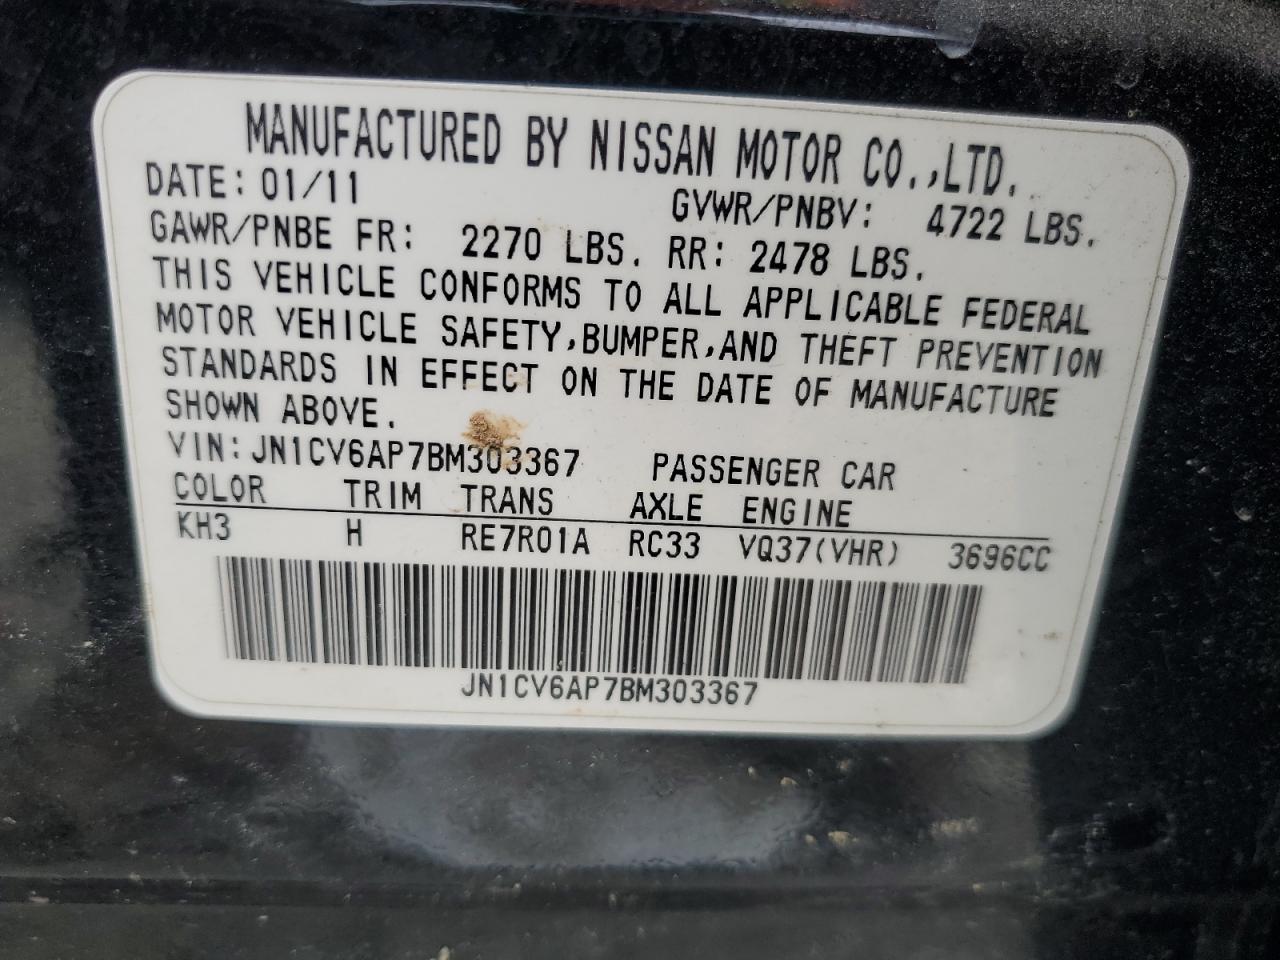 MANUFACTURED BY NISSAN MOTOR CO.,LTD.
DATE: 01/11 GVWR/PNBV: 4722 LBS.
GAWR/PNBE FR: 2270 LBS. RR: 2478 LBS.
THIS VEHICLE CONFORMS TO ALL APPLICABLE FEDERAL
MOTOR VEHICLE SAFETY,BUMPER,AND THEFT PREVENTION
STANDARDS IN EFFECT ON THE DATE OF MANUFACTURE
SHOWN ABOVE.
VIN:JN1CV6AP7BM303367 PASSENGER CAR
COLOR TRIM TRANS AXLE ENGINE
KH3 H RE7R01A RC33 VQ37(VHR) 3696CC
JN1CV6AP7BM303367